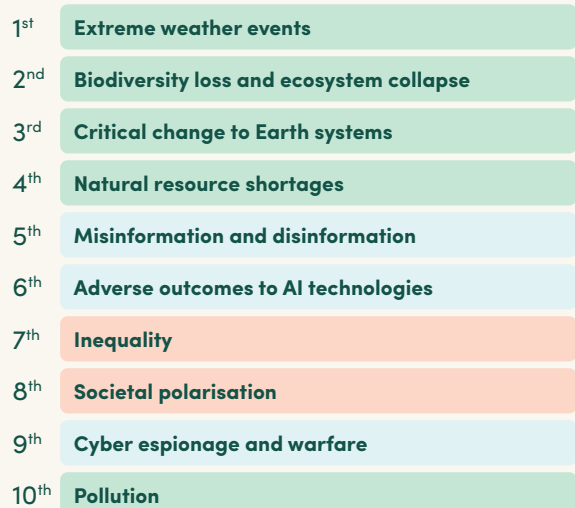 1st Extreme weather events
2nd Biodiversity loss and ecosystem collapse
3rd Critical change to Earth systems
4th Natural resource shortages
5th Misinformation and disinformation
6th Adverse outcomes to AI technologies
7th Inequality
8th Societal polarisation
9th Cyber espionage and warfare
10th Pollution